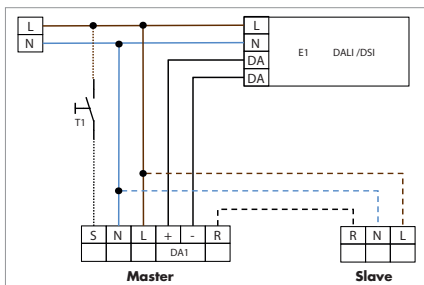 L
L
N
N
E1 DALI /DSI
DA
DA
T1
S N L + - R
R N L
DA1
Master
Slave